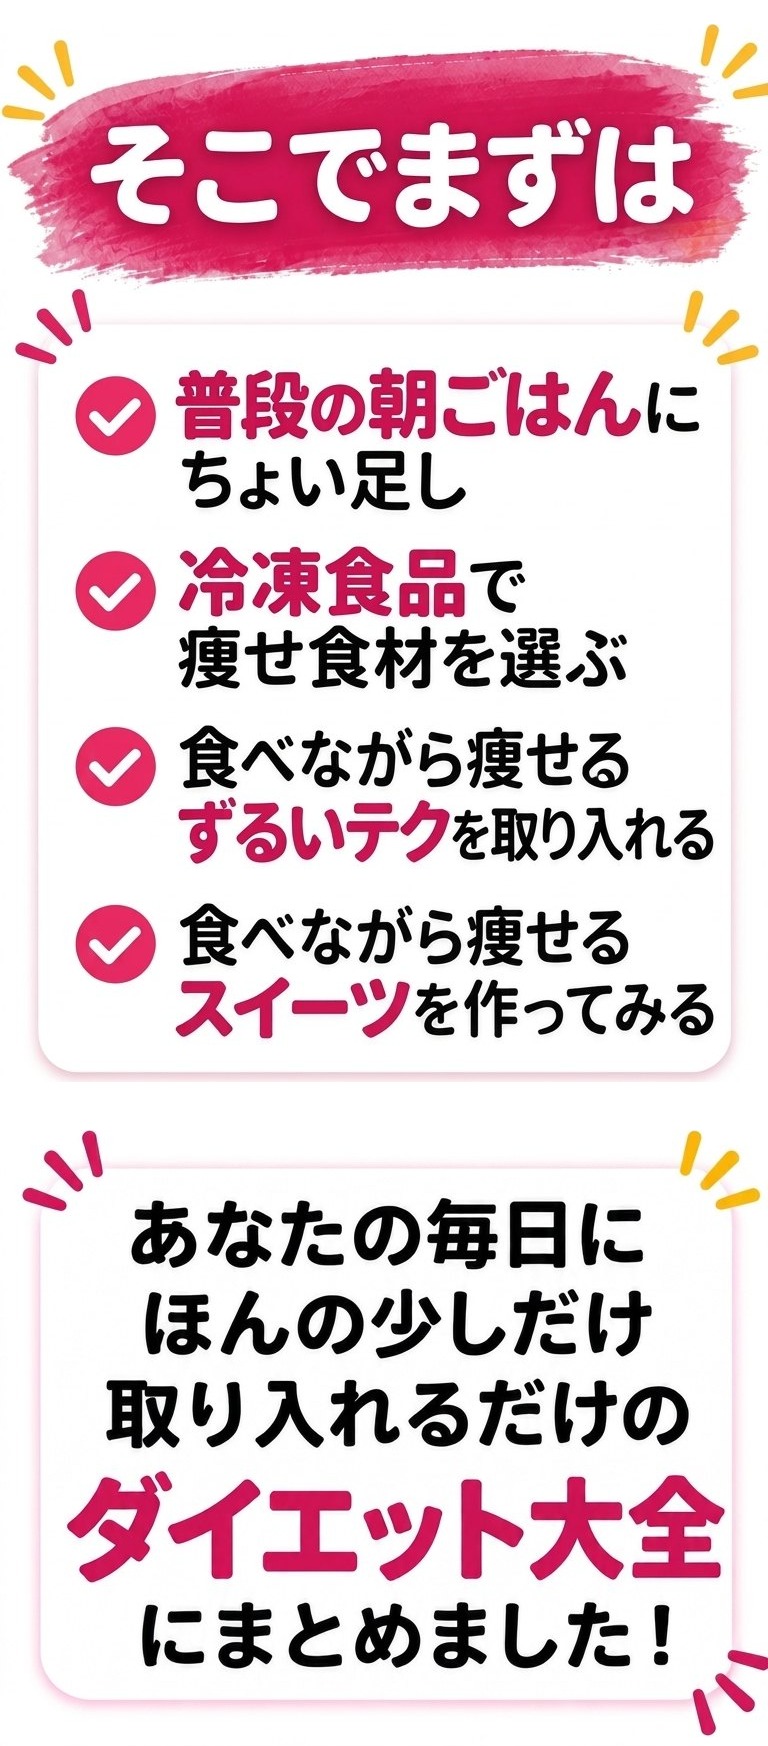 そこでまずは
普段の朝ごはんに
ちょい足し
冷凍食品で
痩せ食材を選ぶ
食べながら痩せる
ずるいテクを取り入れる
食べながら痩せる
スイーツを作ってみる
あなたの毎日に
ほんの少しだけ
取り入れるだけの
ダイエット大全
にまとめました！